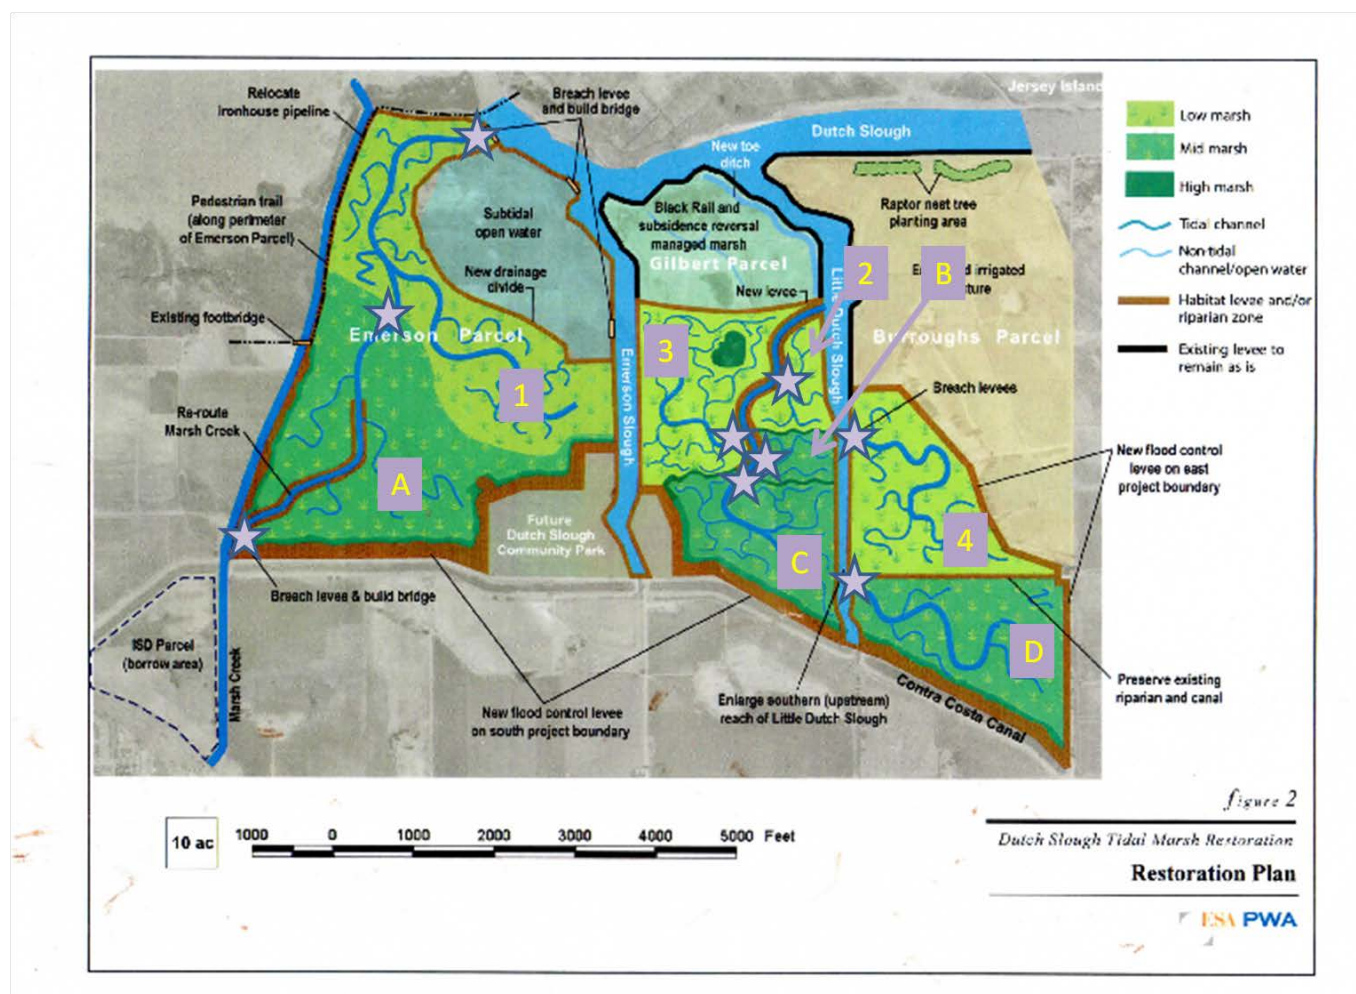 Jersey Island
Relocate
Ironhouse pipeline
Breach levee
and build bridge
Dutch Slough
New toe
ditch
Low marsh
Mid marsh
High marsh
Tidal channel
Non-tidal
channel/open water
Habitat levee and/or
riparian zone
Existing levee to
remain as is
Pedestrian trail
(along perimeter
of Emerson Parcel)
Subtidal
open water
Black Rail and
subsidence reversal
managed marsh
Gilbert Parcel
Raptor nest tree
planting area
New drainage
divide
New levee
2
B
irrigated
Existing footbridge
Emerson Parcel
3
Emerson Slough
Little Dutch Slough
Burroughs Parcel
1
Breach levees
Re-route
Marsh Creek
A
New flood control
levee on east
project boundary
Future
Dutch Slough
Community Park
4
C
Breach levee & build bridge
D
ISD Parcel
(borrow area)
Marsh Creek
New flood control levee
on south project boundary
Enlarge southern (upstream)
reach of Little Dutch Slough
Contra Costa Canal
Preserve existing
riparian and canal
figure 2
10 ac
1000 0 1000 2000 3000 4000 5000 Feet
Dutch Slough Tidal Marsh Restoration
Restoration Plan
ESA PWA